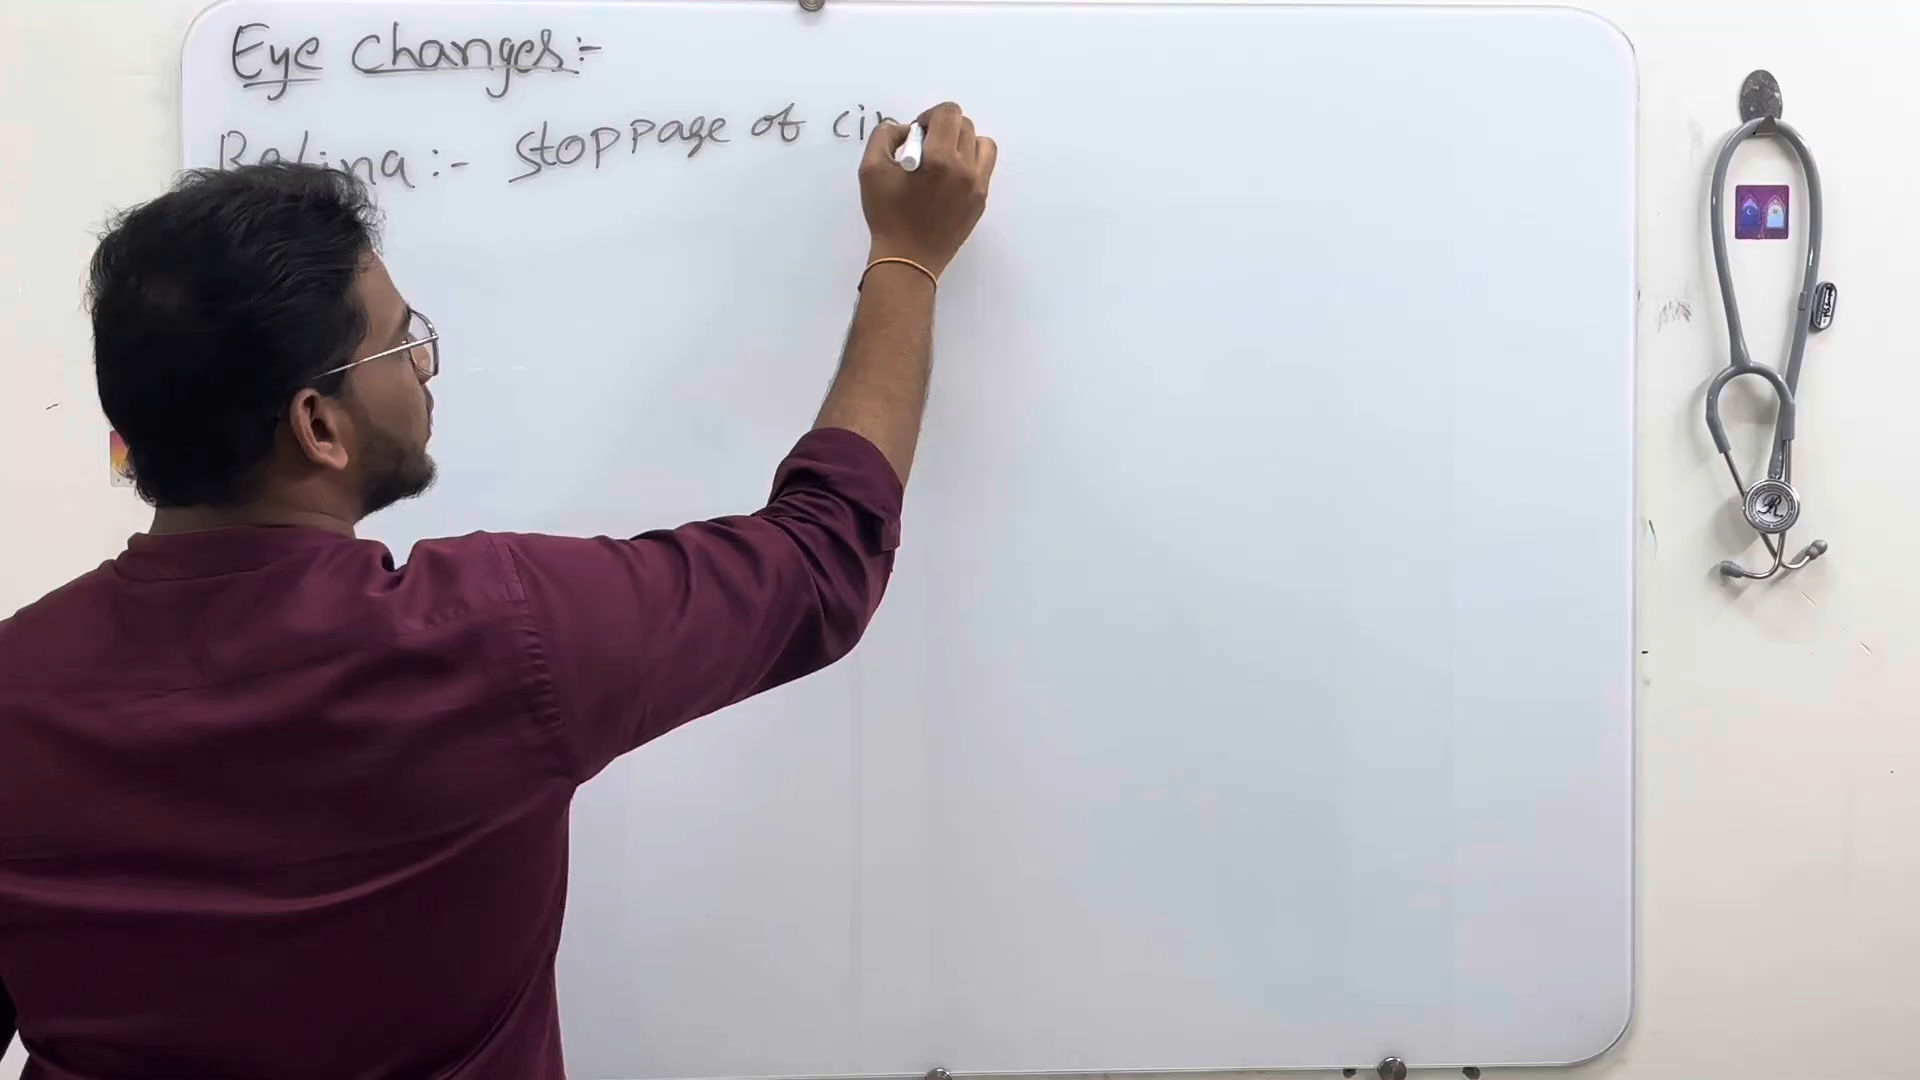 Eye changes:-
Retina:- Stoppage of cir
R